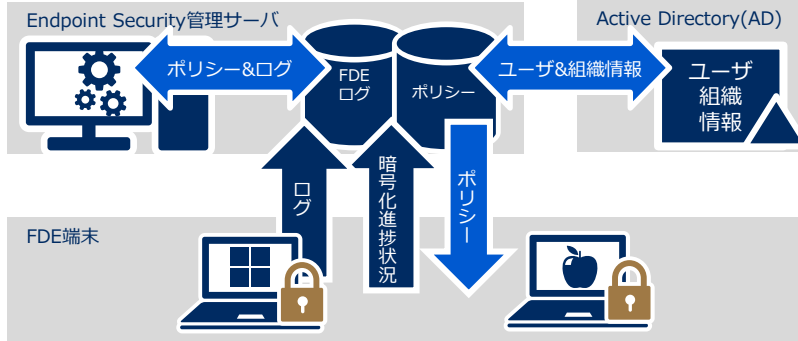 Endpoint Security管理サーバ
Active Directory(AD)
ポリシー&ログ
FDE
ログ
ポリシー
ユーザ&組織情報
ユーザ
組織
情報
ログ
暗号化進捗状況
ポリシー
FDE端末